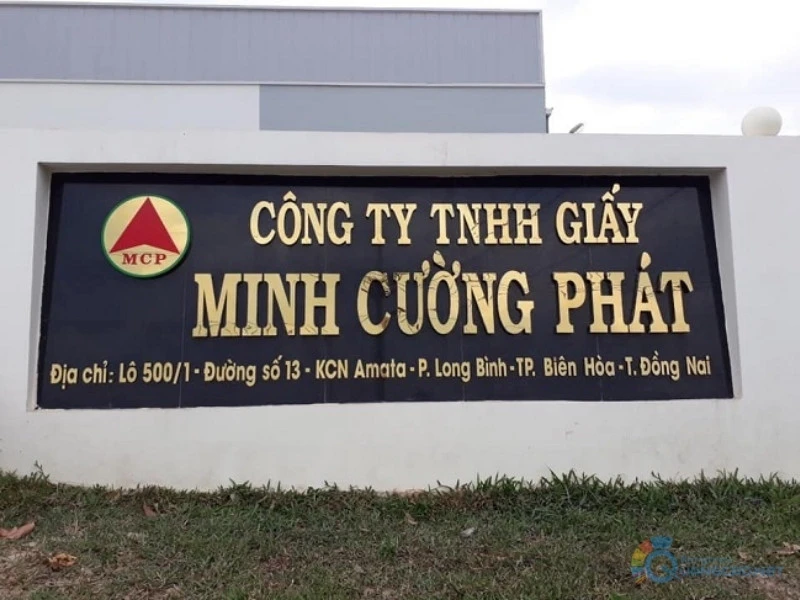 MCP
CÔNG TY TNHH GIẤY
MINH CƯỜNG PHÁT
Địa chỉ: Lô 500/1 - Đường số 13 - KCN Amata - P. Long Bình - TP. Biên Hòa - T. Đồng Nai